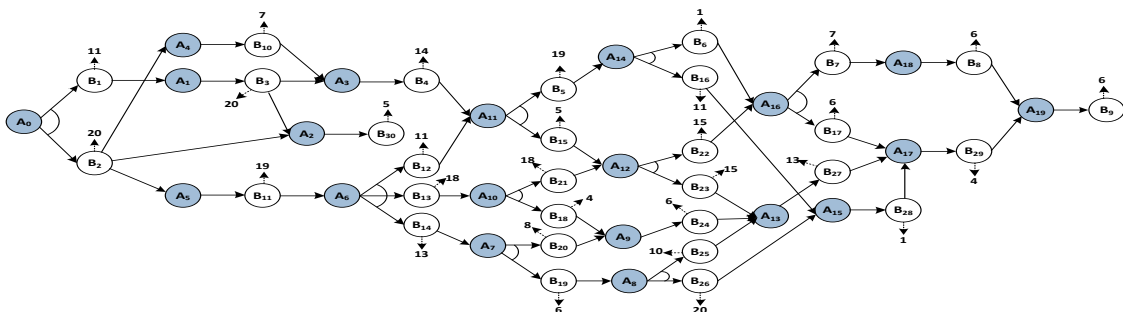 1
7
7
6
11
14
19
A₄ B₁₀ A₁₄ B₆ B₇ A₁₈ B₈
B₁ A₁ B₃ A₃ B₄ B₅ B₁₆ 6
20 5 5 11 A₁₆ 6 A₁₉ B₉
A₀ 20 A₂ B₃₀ A₁₁ B₁₅ 15 B₁₇
B₂ 11 18 A₁₂ B₂₂ 13 A₁₇ B₂₉
19 B₁₂ 18 B₂₁ 15 B₂₇ 4
A₅ B₁₁ A₆ B₁₃ A₁₀ 4 B₂₃
B₁₈ 6 B₂₄ A₁₃ A₁₅ B₂₈
B₁₄ 8 A₉ 1
13 A₇ B₂₀ 10 B₂₅
B₁₉ A₈ B₂₆
6 20